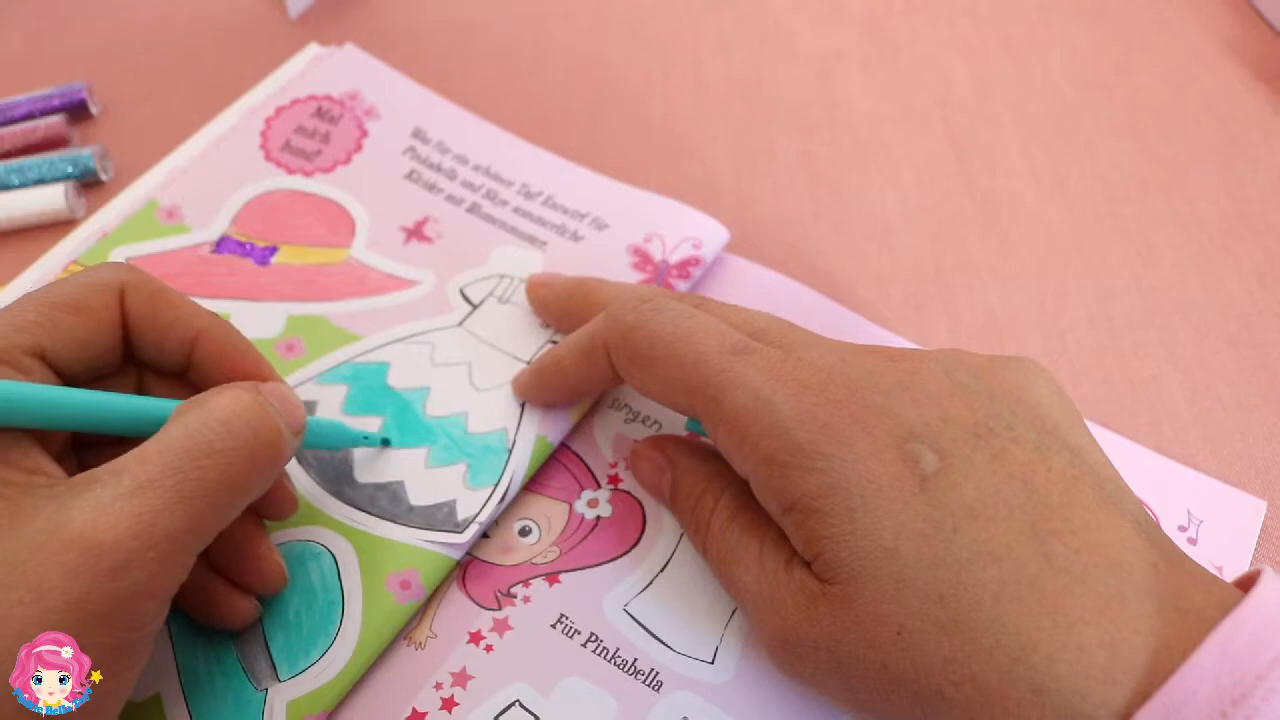 Mal
mich
bunt!
Was für ein schöner Tag! Entwirf für
Pinkabella und Skye sommerliche
Kleider mit Blumenmuster.
singen
Für Pinkabella